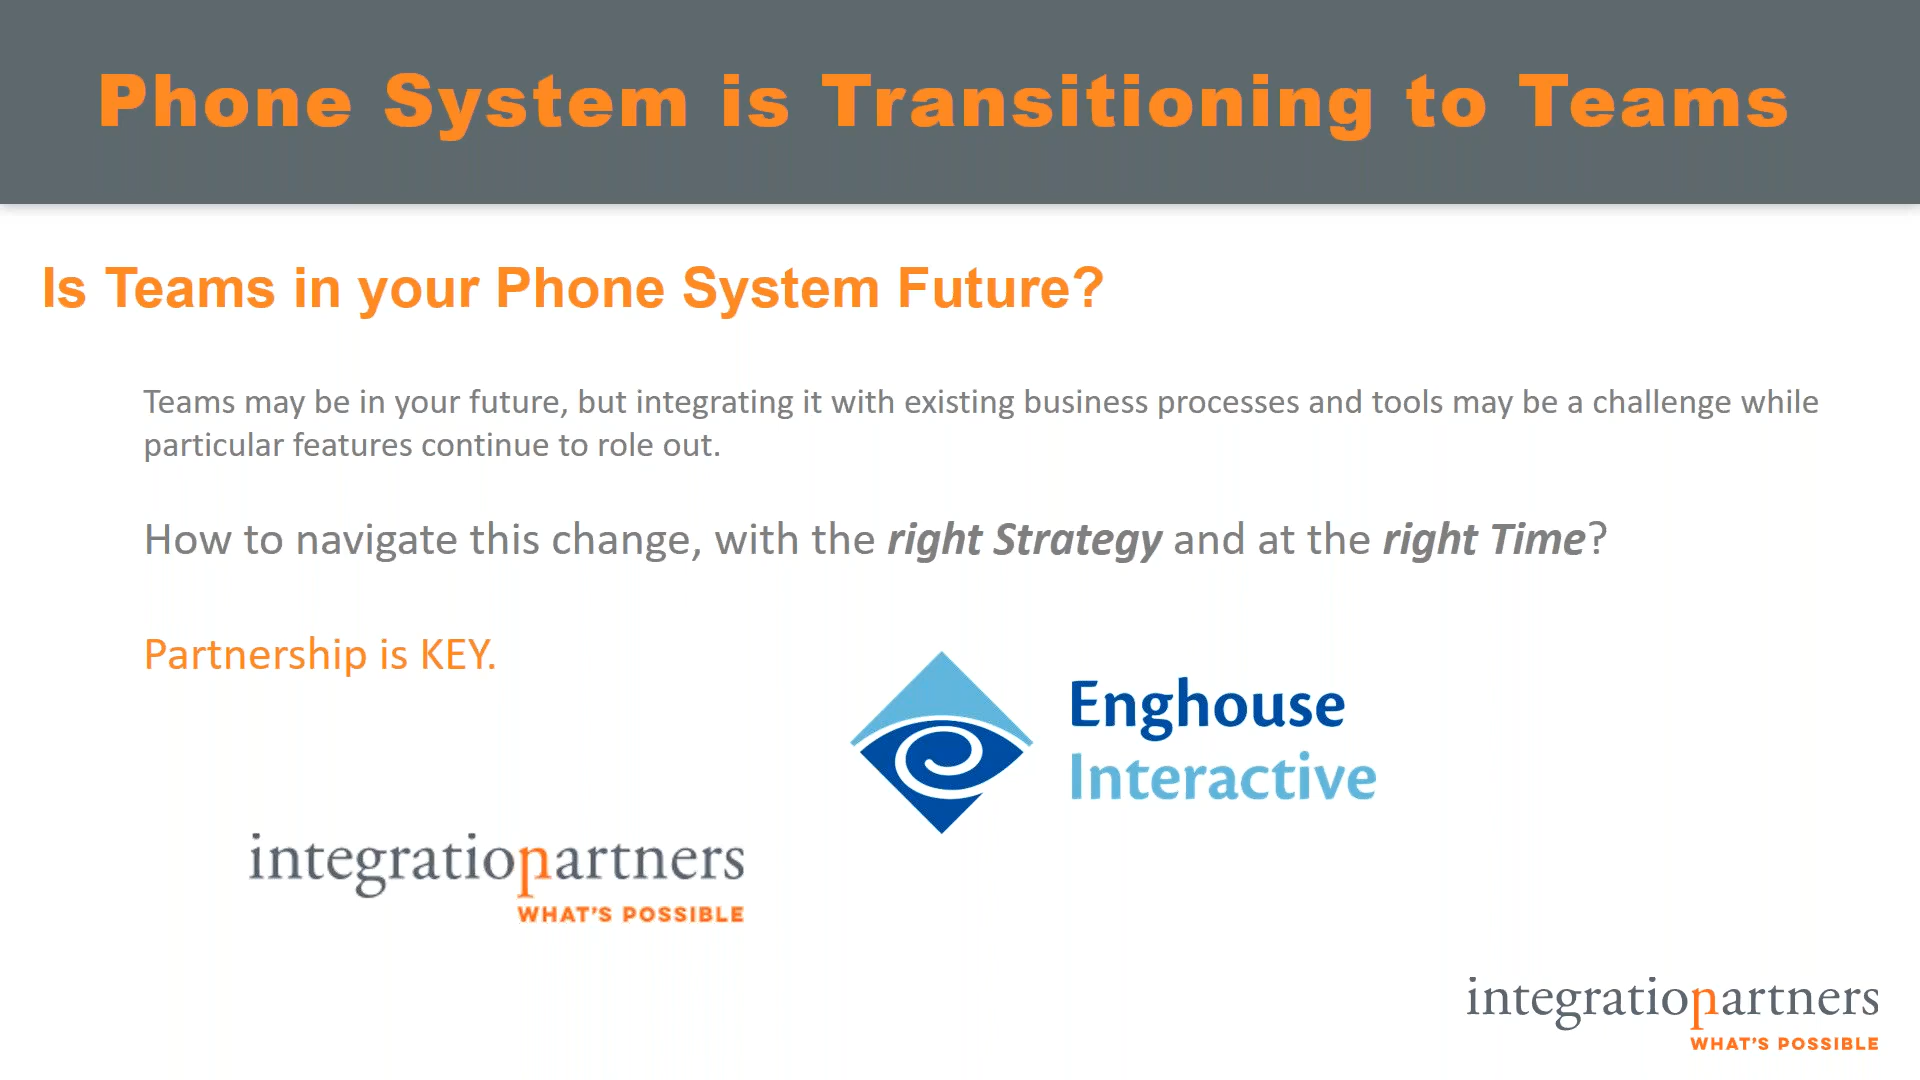 Phone System is Transitioning to Teams
Is Teams in your Phone System Future?
Teams may be in your future, but integrating it with existing business processes and tools may be a challenge while
particular features continue to role out.
How to navigate this change, with the right Strategy and at the right Time?
Partnership is KEY.
Enghouse
Interactive
integrationpartners
WHAT'S POSSIBLE
integrationpartners
WHAT'S POSSIBLE